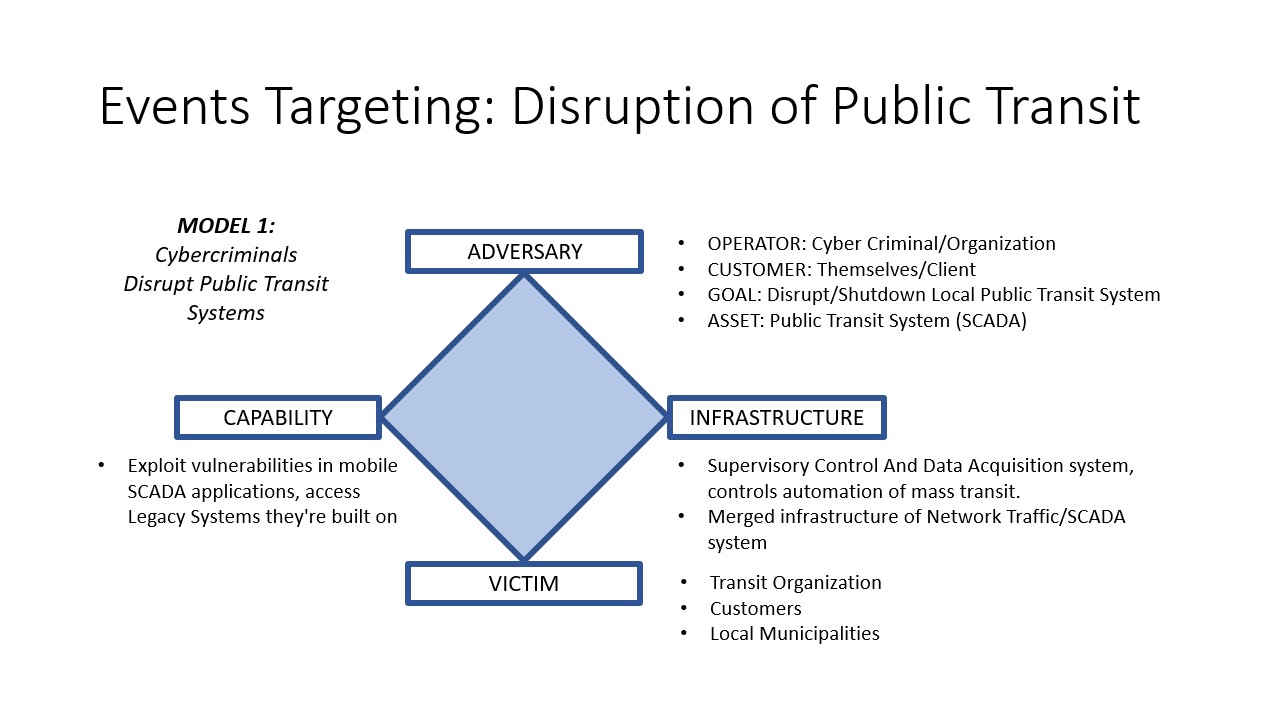 Events Targeting: Disruption of Public Transit
MODEL 1:
Cybercriminals
Disrupt Public Transit
Systems
ADVERSARY
• OPERATOR: Cyber Criminal/Organization
• CUSTOMER: Themselves/Client
• GOAL: Disrupt/Shutdown Local Public Transit System
• ASSET: Public Transit System (SCADA)
CAPABILITY
• Exploit vulnerabilities in mobile
SCADA applications, access
Legacy Systems they're built on
INFRASTRUCTURE
• Supervisory Control And Data Acquisition system,
controls automation of mass transit.
• Merged infrastructure of Network Traffic/SCADA
system
VICTIM
• Transit Organization
• Customers
• Local Municipalities